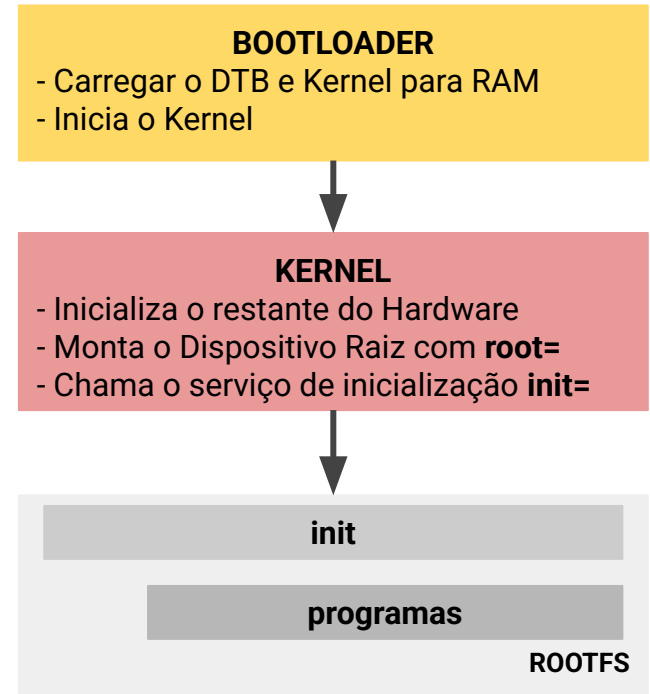 BOOTLOADER
- Carregar o DTB e Kernel para RAM
- Inicia o Kernel
KERNEL
- Inicializa o restante do Hardware
- Monta o Dispositivo Raiz com root=
- Chama o serviço de inicialização init=
init
programas
ROOTFS